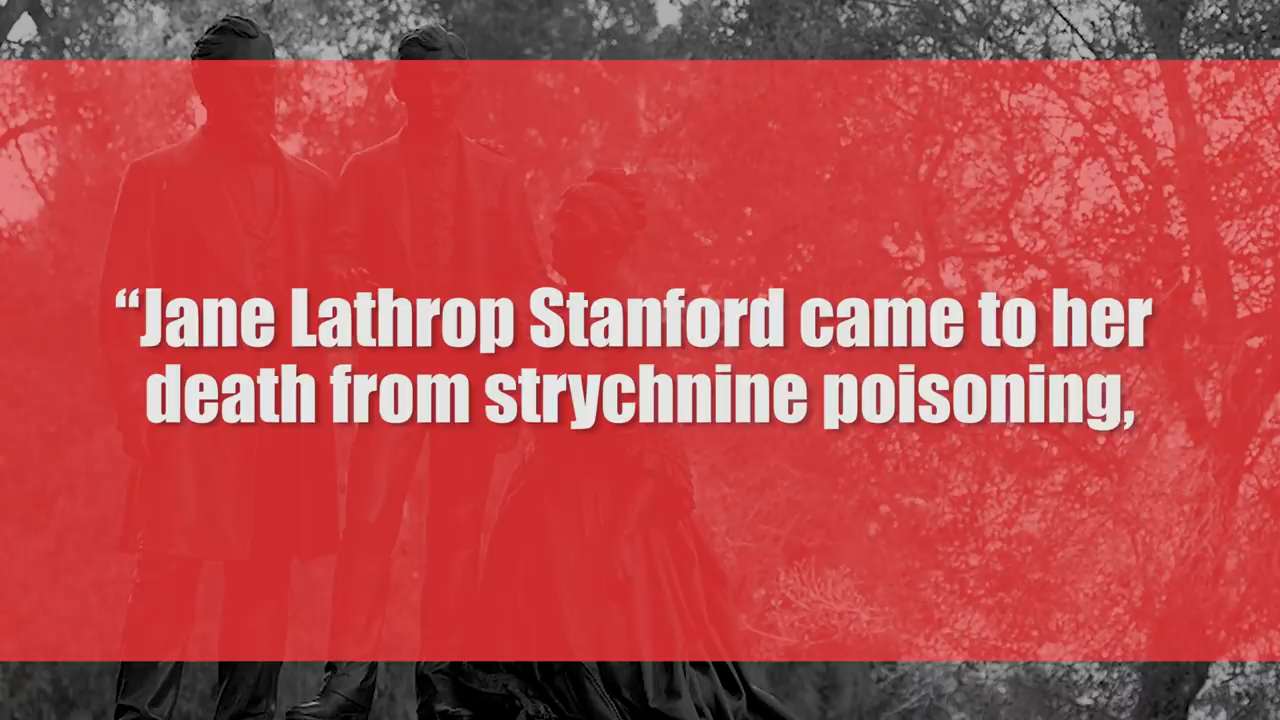 “Jane Lathrop Stanford came to her
death from strychnine poisoning,